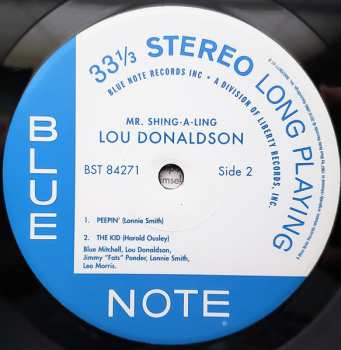 33 1/3 STEREO LONG PLAYING
BLUE NOTE RECORDS INC • A DIVISION OF LIBERTY RECORDS, INC.
MR. SHING-A-LING
LOU DONALDSON
BST 84271 Side 2
1. PEEPIN' (Lonnie Smith)
2. THE KID (Harold Ousley)
Blue Mitchell, Lou Donaldson,
Jimmy "Fats" Ponder, Lonnie Smith,
Leo Morris.
BLUE
NOTE®